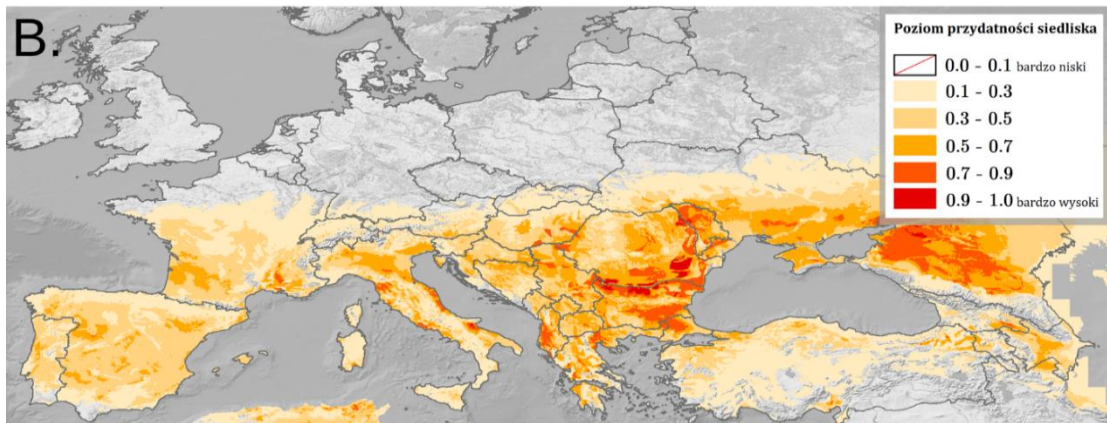 B.
Poziom przydatności siedliska
0.0 - 0.1 bardzo niski
0.1 - 0.3
0.3 - 0.5
0.5 - 0.7
0.7 - 0.9
0.9 - 1.0 bardzo wysoki